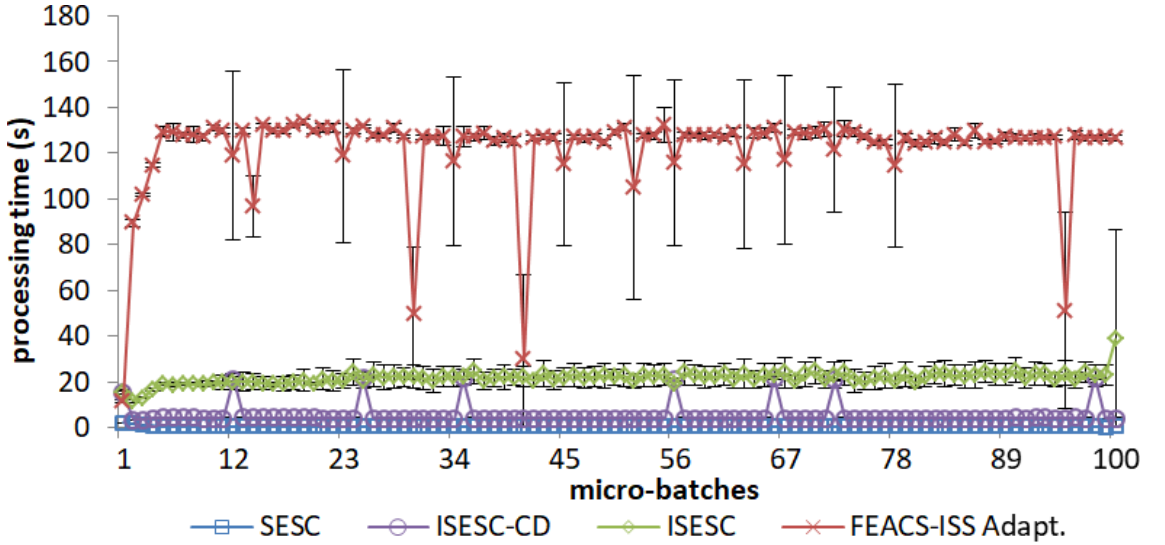 180
160
140
120
100
80
60
40
20
0
processing time (s)
1 12 23 34 45 56 67 78 89 100
micro-batches
SESC ISESC-CD ISESC FEACS-ISS Adapt.